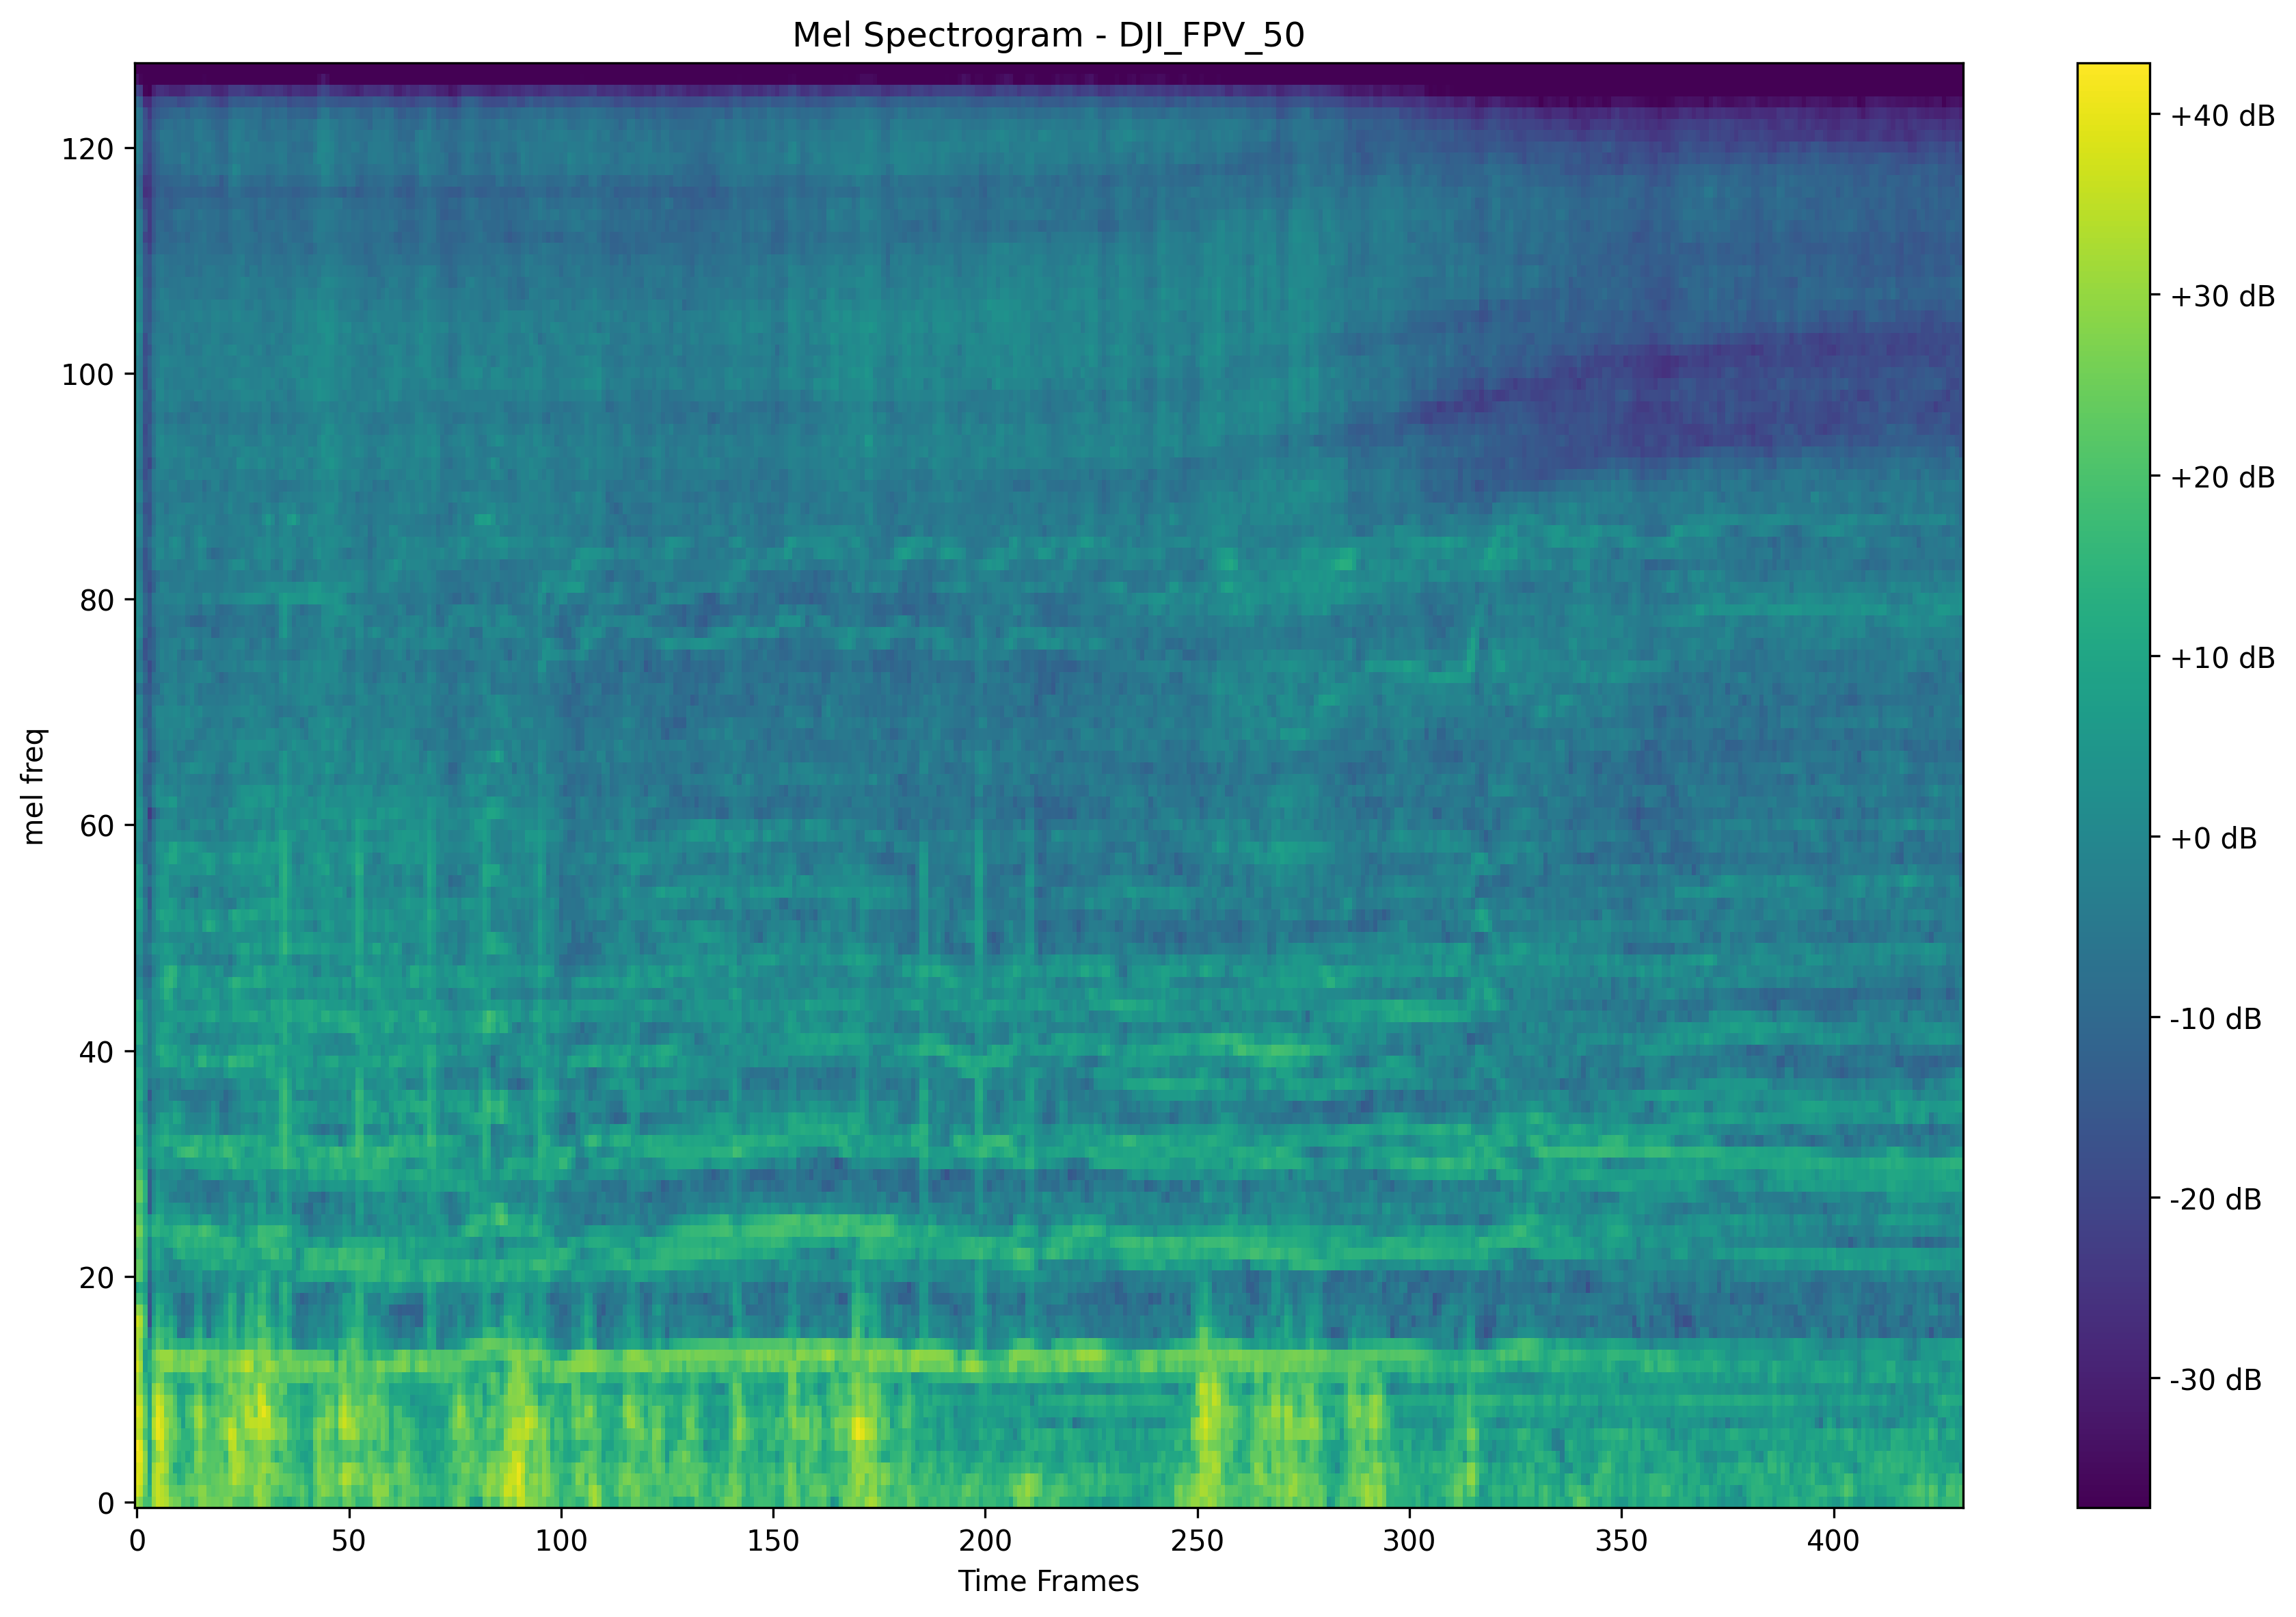 Mel Spectrogram - DJI_FPV_50
mel freq
120
100
80
60
40
20
0
0 50 100 150 200 250 300 350 400
Time Frames
+40 dB
+30 dB
+20 dB
+10 dB
+0 dB
-10 dB
-20 dB
-30 dB